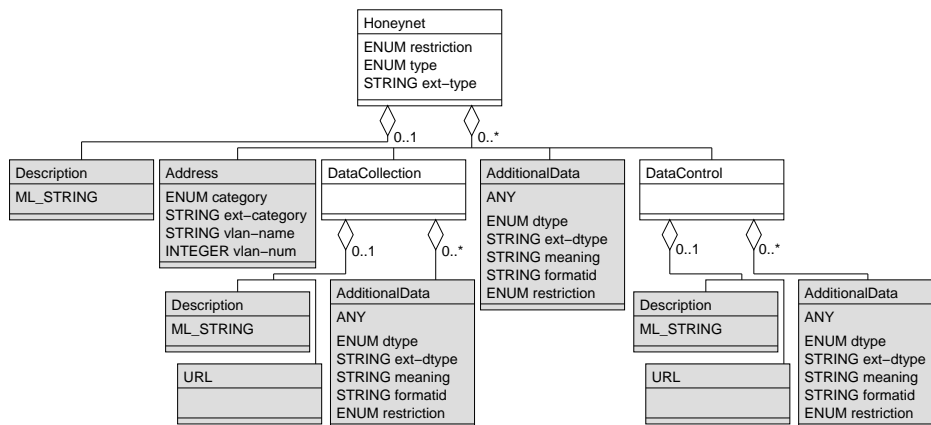 Honeynet
ENUM restriction
ENUM type
STRING ext−type
0..1
0..*
Description
ML_STRING
Address
ENUM category
STRING ext−category
STRING vlan−name
INTEGER vlan−num
DataCollection
AdditionalData
ANY
ENUM dtype
STRING ext−dtype
STRING meaning
STRING formatid
ENUM restriction
DataControl
0..1
0..*
0..1
0..*
Description
ML_STRING
URL
AdditionalData
ANY
ENUM dtype
STRING ext−dtype
STRING meaning
STRING formatid
ENUM restriction
Description
ML_STRING
URL
AdditionalData
ANY
ENUM dtype
STRING ext−dtype
STRING meaning
STRING formatid
ENUM restriction